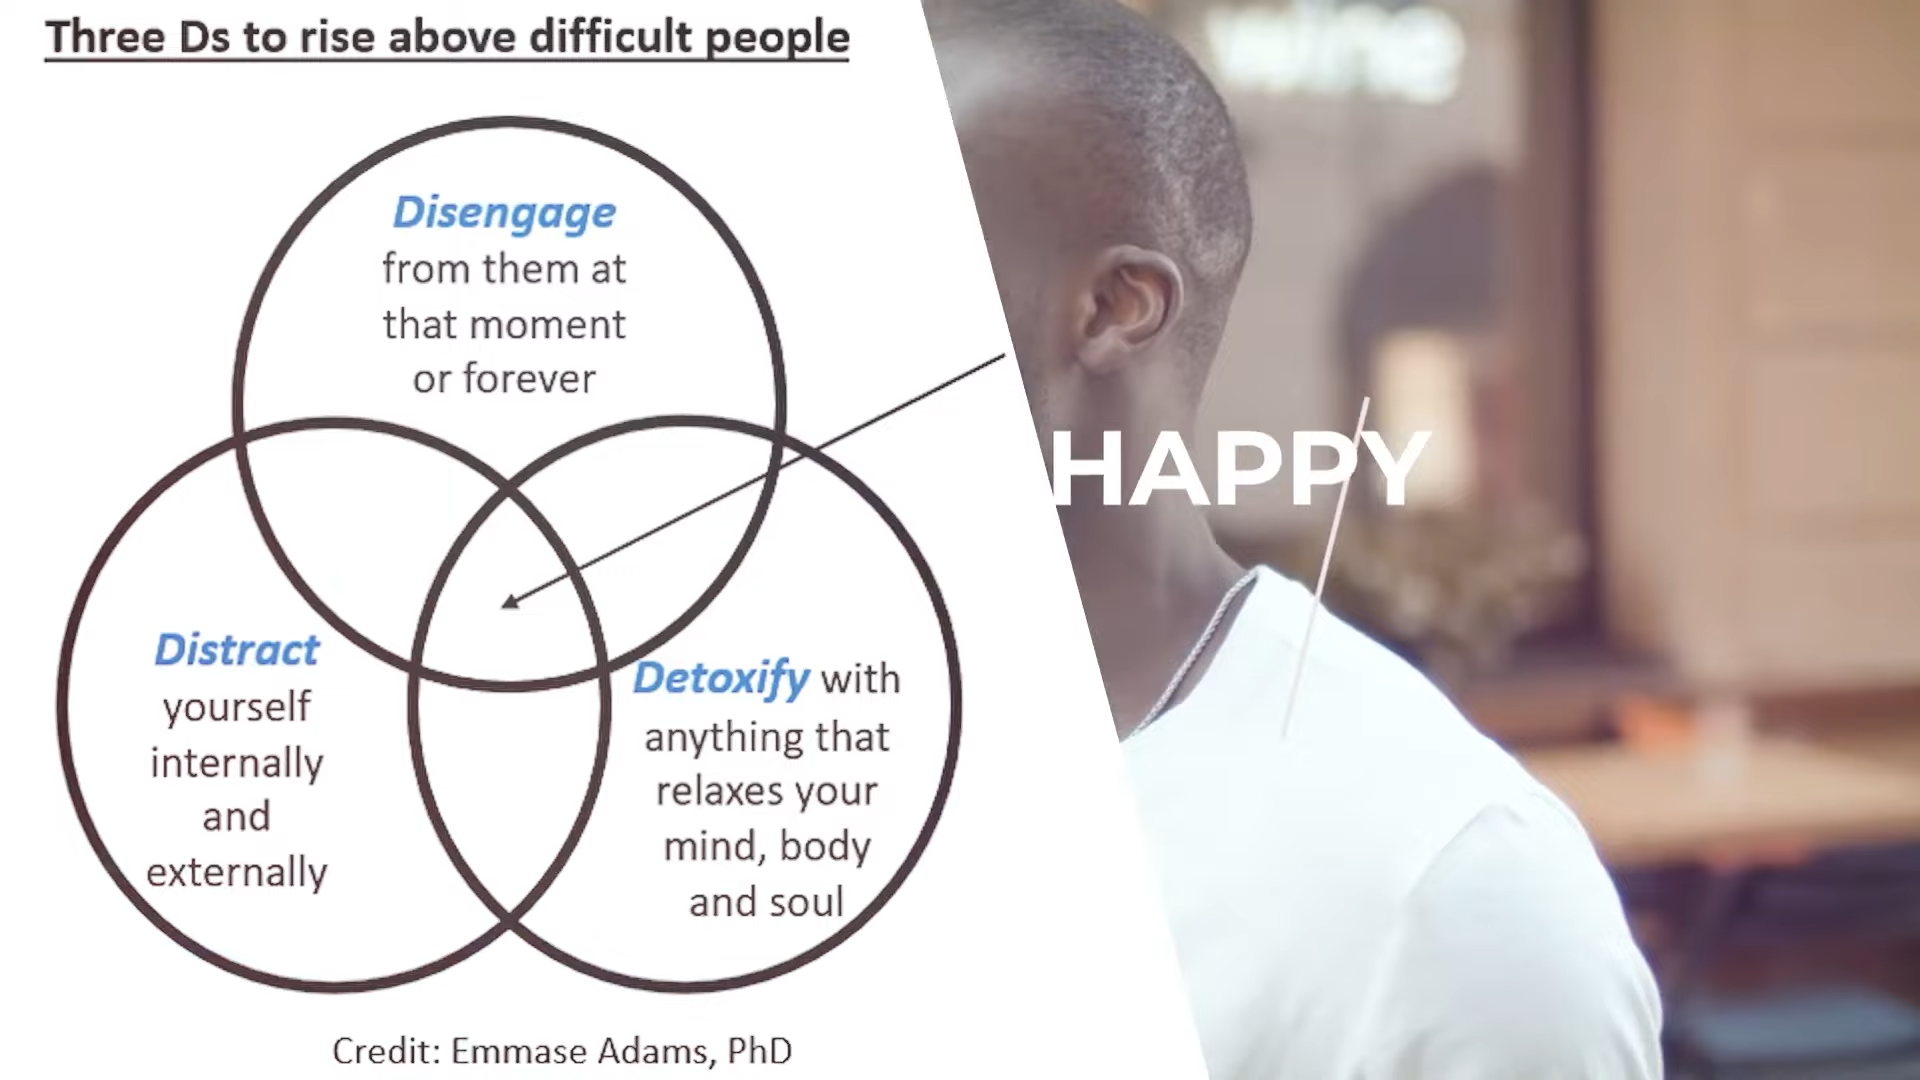 Three Ds to rise above difficult people
Disengage
from them at
that moment
or forever
Distract
yourself
internally
and
externally
Detoxify with
anything that
relaxes your
mind, body
and soul
HAPPY
Credit: Emmase Adams, PhD